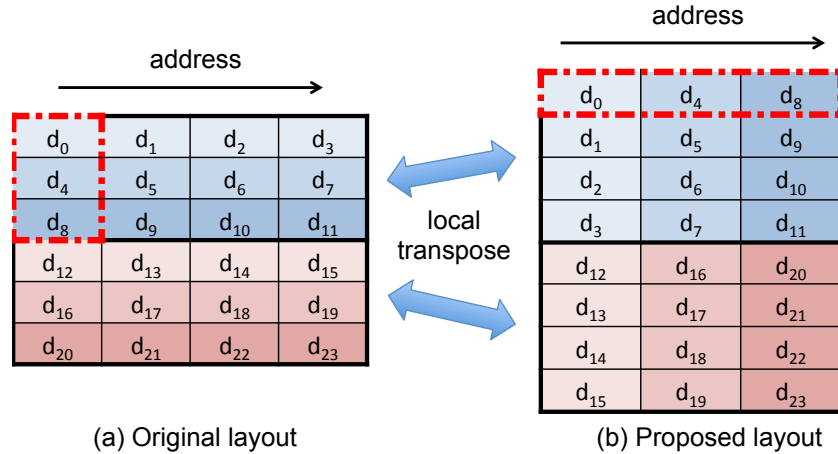 address
d₀ d₁ d₂ d₃
d₄ d₅ d₆ d₇
d₈ d₉ d₁₀ d₁₁
d₁₂ d₁₃ d₁₄ d₁₅
d₁₆ d₁₇ d₁₈ d₁₉
d₂₀ d₂₁ d₂₂ d₂₃
(a) Original layout
local
transpose
address
d₀ d₄ d₈
d₁ d₅ d₉
d₂ d₆ d₁₀
d₃ d₇ d₁₁
d₁₂ d₁₆ d₂₀
d₁₃ d₁₇ d₂₁
d₁₄ d₁₈ d₂₂
d₁₅ d₁₉ d₂₃
(b) Proposed layout